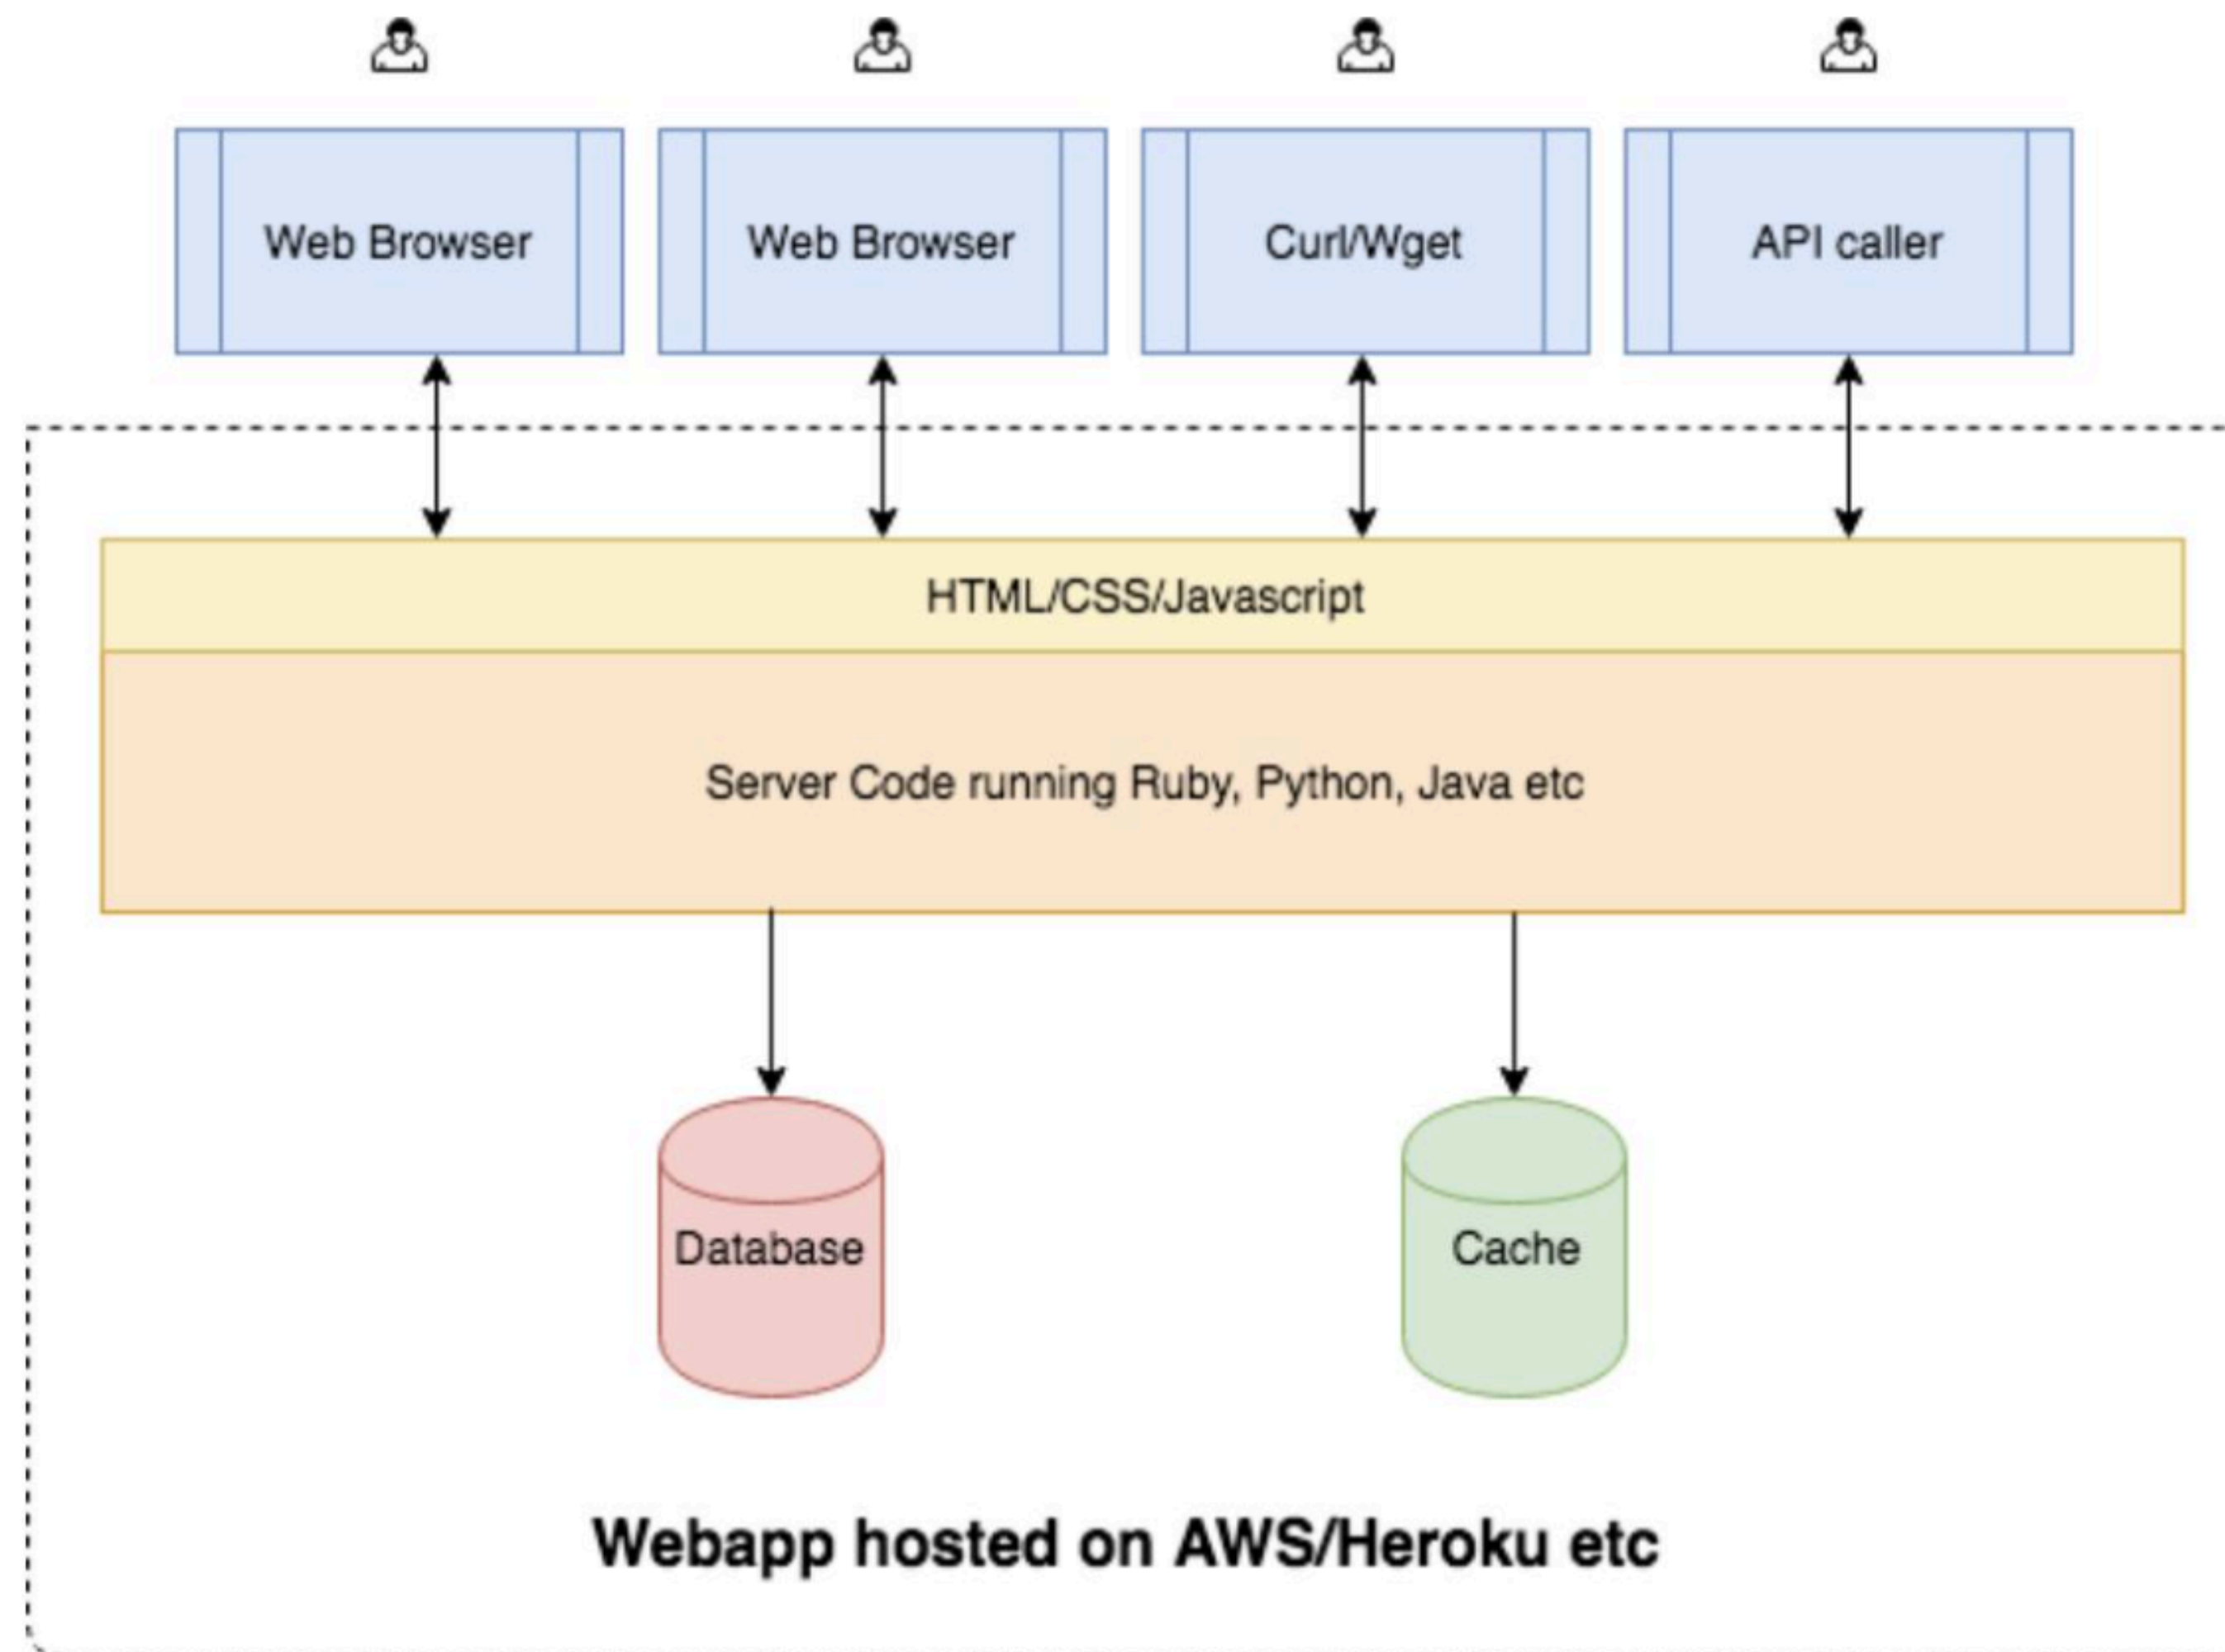 Web Browser
Web Browser
Curl/Wget
API caller
HTML/CSS/Javascript
Server Code running Ruby, Python, Java etc
Database
Cache
Webapp hosted on AWS/Heroku etc